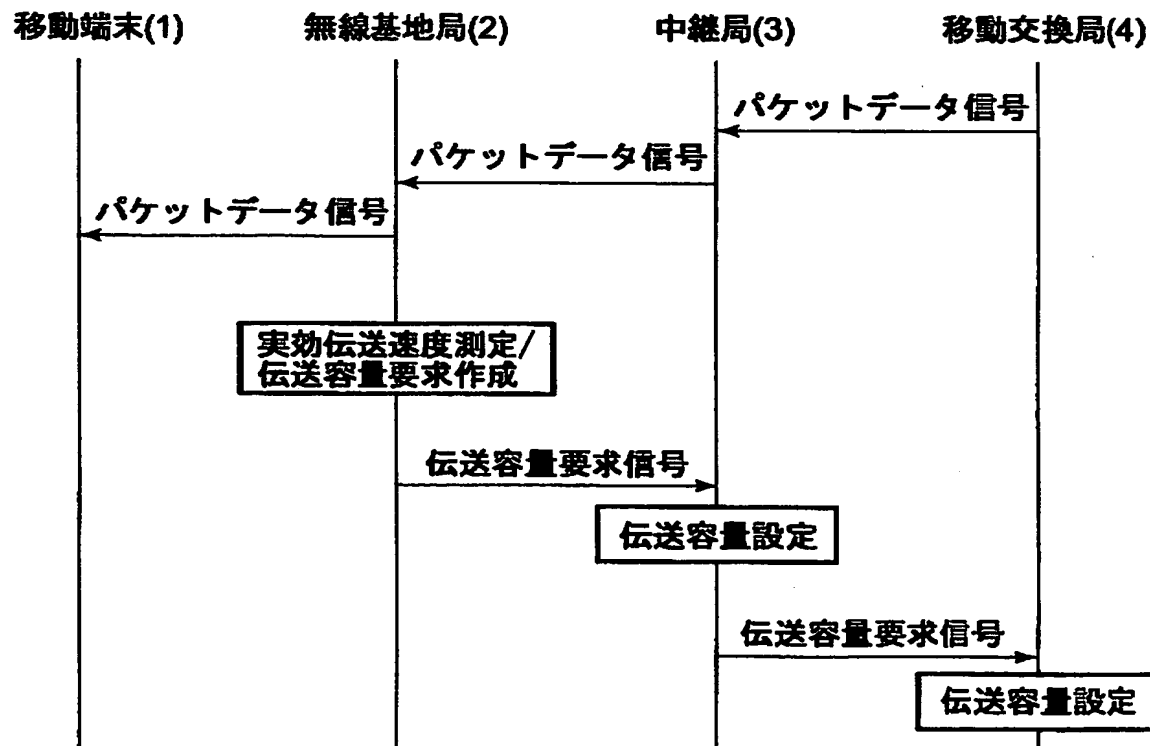 移動端末(1)
無線基地局(2)
中継局(3)
移動交換局(4)
パケットデータ信号
パケットデータ信号
パケットデータ信号
実効伝送速度測定/
伝送容量要求作成
伝送容量要求信号
伝送容量設定
伝送容量要求信号
伝送容量設定